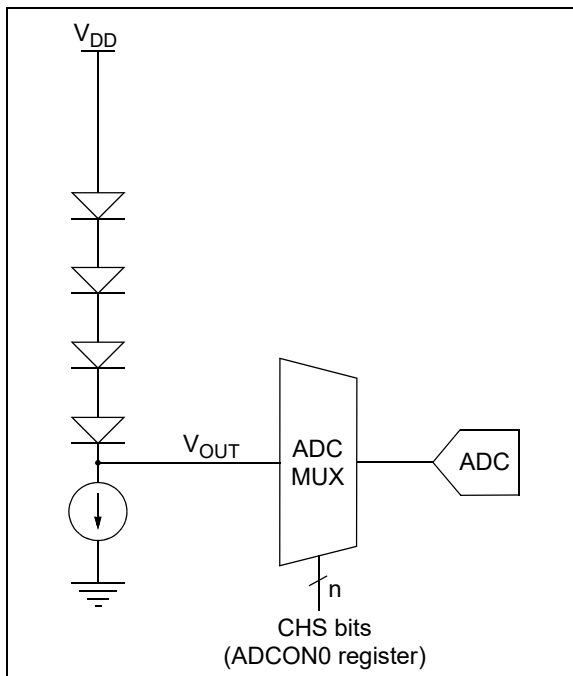 VDD
VOUT
ADC
MUX
ADC
n
CHS bits
(ADCON0 register)